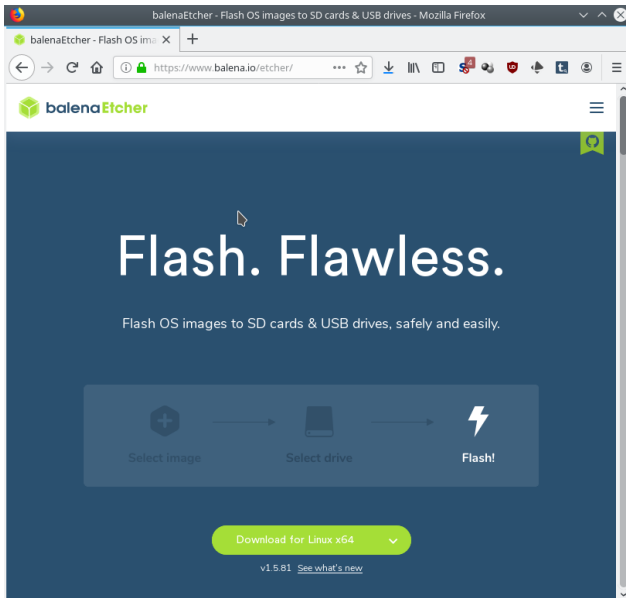 balenaEtcher - Flash OS images to SD cards & USB drives - Mozilla Firefox
balenaEtcher - Flash OS ima
https://www.balena.io/etcher/
4
t.
balenaEtcher
Flash. Flawless.
Flash OS images to SD cards & USB drives, safely and easily.
Select image Select drive Flash!
Download for Linux x64
v1.5.81 See what's new